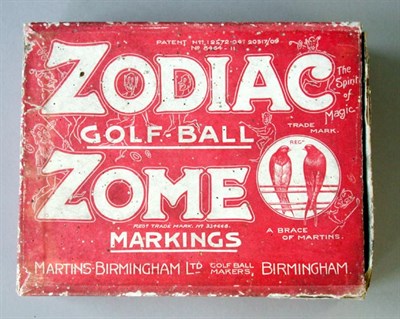 PATENT
ZODIAC
The Spirit of Magic.
GOLF-BALL
TRADE MARK.
REGD
ZOME
A BRACE OF MARTINS.
MARKINGS
MARTINS-BIRMINGHAM LTD GOLF BALL MAKERS, BIRMINGHAM